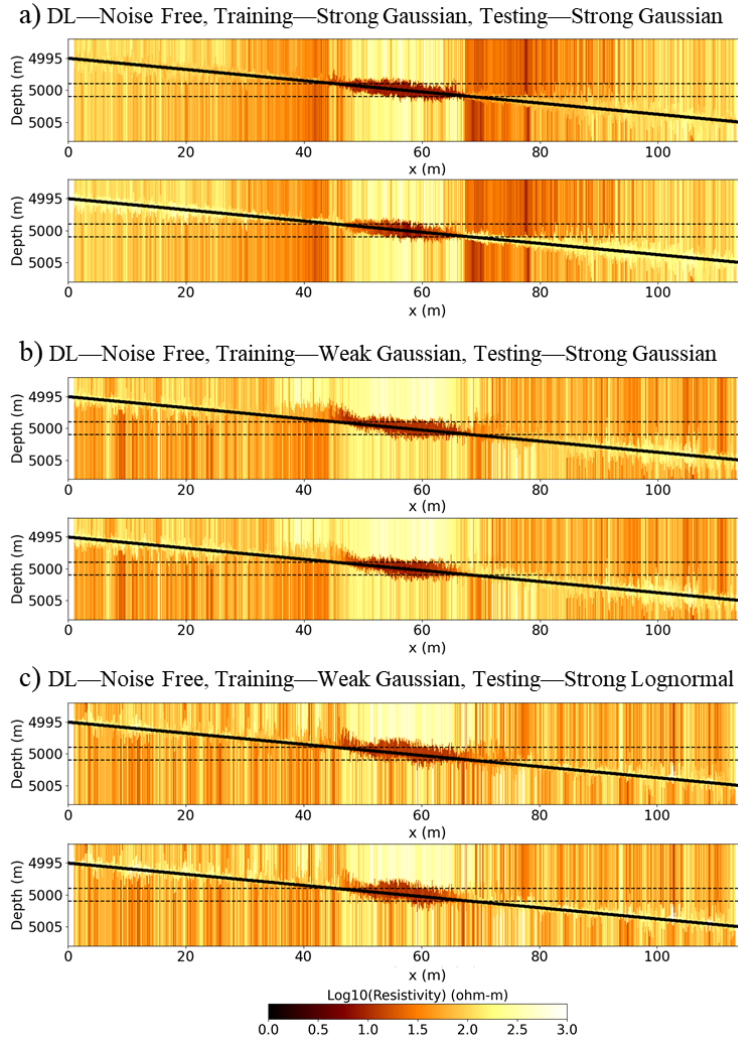 a) DL—Noise Free, Training—Strong Gaussian, Testing—Strong Gaussian
Depth (m)
4995
5000
5005
0 20 40 60 80 100
x (m)
Depth (m)
4995
5000
5005
0 20 40 60 80 100
x (m)
b) DL—Noise Free, Training—Weak Gaussian, Testing—Strong Gaussian
Depth (m)
4995
5000
5005
0 20 40 60 80 100
x (m)
Depth (m)
4995
5000
5005
0 20 40 60 80 100
x (m)
c) DL—Noise Free, Training—Weak Gaussian, Testing—Strong Lognormal
Depth (m)
4995
5000
5005
0 20 40 60 80 100
x (m)
Depth (m)
4995
5000
5005
0 20 40 60 80 100
x (m)
Log10(Resistivity) (ohm-m)
0.0 0.5 1.0 1.5 2.0 2.5 3.0